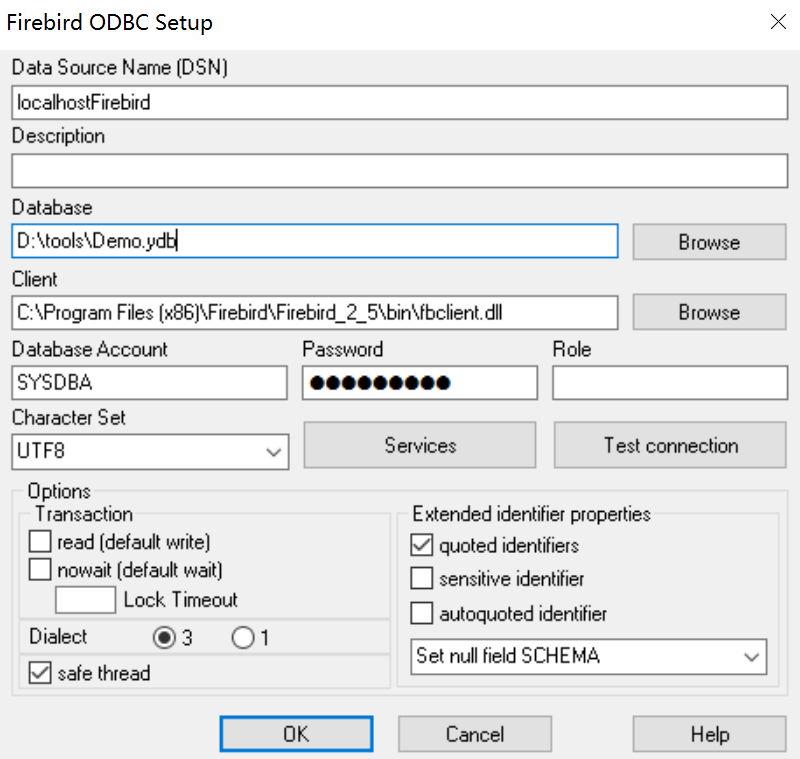 Firebird ODBC Setup
Data Source Name (DSN)
localhostFirebird
Description
Database
D:\tools\Demo.ydb
Browse
Client
C:\Program Files (x86)\Firebird\Firebird_2_5\bin\fbclient.dll
Browse
Database Account
Password
Role
SYSDBA
●●●●●●●●●
Character Set
UTF8
Services
Test connection
Options
Transaction
read (default write)
nowait (default wait)
Lock Timeout
Dialect
3
1
safe thread
Extended identifier properties
quoted identifiers
sensitive identifier
autoquoted identifier
Set null field SCHEMA
OK
Cancel
Help